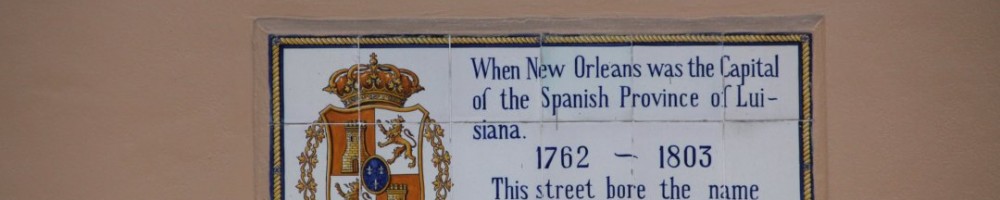 When New Orleans was the Capital
of the Spanish Province of Lui-
siana.
1762 – 1803
This street bore the name